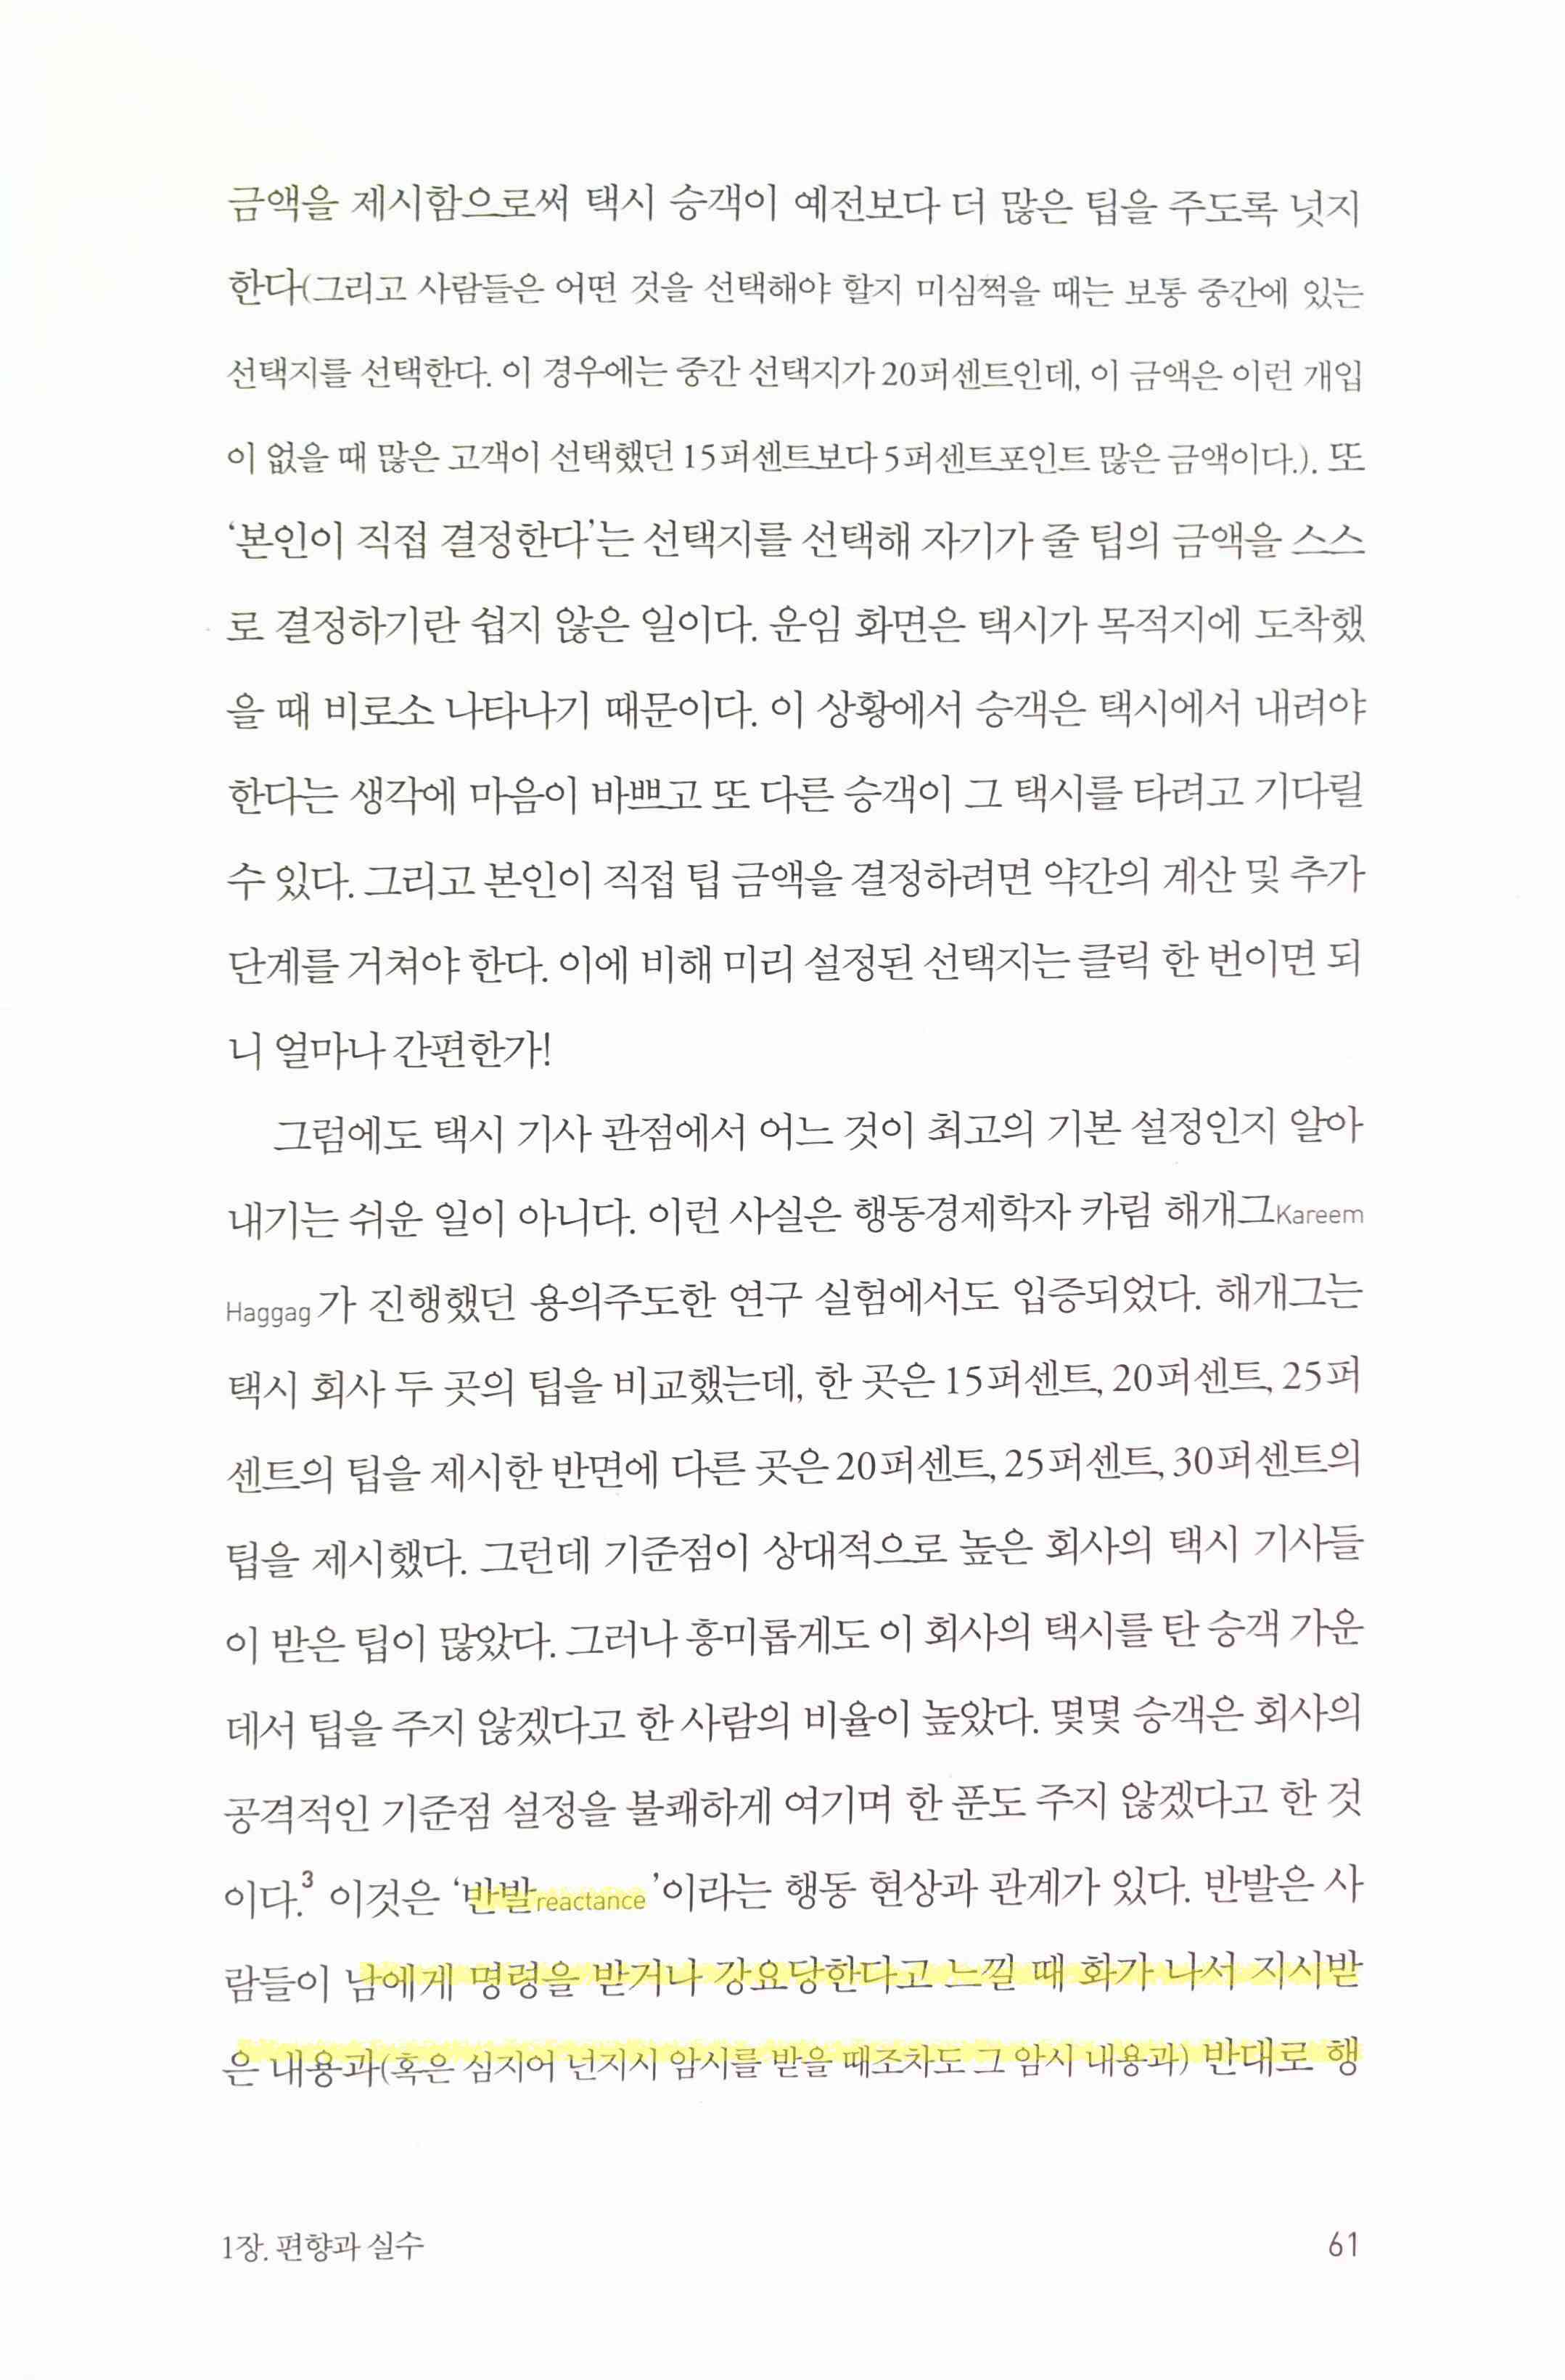 금액을 제시함으로써 택시 승객이 예전보다 더 많은 팁을 주도록 넛지
한다(그리고 사람들은 어떤 것을 선택해야 할지 미심쩍을 때는 보통 중간에 있는
선택지를 선택한다. 이 경우에는 중간 선택지가 20퍼센트인데, 이 금액은 이런 개입
이 없을 때 많은 고객이 선택했던 15퍼센트보다 5퍼센트포인트 많은 금액이다.). 또
‘본인이 직접 결정한다’는 선택지를 선택해 자기가 줄 팁의 금액을 스스
로 결정하기란 쉽지 않은 일이다. 운임 화면은 택시가 목적지에 도착했
을 때 비로소 나타나기 때문이다. 이 상황에서 승객은 택시에서 내려야
한다는 생각에 마음이 바쁘고 또 다른 승객이 그 택시를 타려고 기다릴
수 있다. 그리고 본인이 직접 팁 금액을 결정하려면 약간의 계산 및 추가
단계를 거쳐야 한다. 이에 비해 미리 설정된 선택지는 클릭 한 번이면 되
니 얼마나 간편한가!
그럼에도 택시 기사 관점에서 어느 것이 최고의 기본 설정인지 알아
내기는 쉬운 일이 아니다. 이런 사실은 행동경제학자 카림 해개그Kareem
Haggag가 진행했던 용의주도한 연구 실험에서도 입증되었다. 해개그는
택시 회사 두 곳의 팁을 비교했는데, 한 곳은 15퍼센트, 20퍼센트, 25퍼
센트의 팁을 제시한 반면에 다른 곳은 20퍼센트, 25퍼센트, 30퍼센트의
팁을 제시했다. 그런데 기준점이 상대적으로 높은 회사의 택시 기사들
이 받은 팁이 많았다. 그러나 흥미롭게도 이 회사의 택시를 탄 승객 가운
데서 팁을 주지 않겠다고 한 사람의 비율이 높았다. 몇몇 승객은 회사의
공격적인 기준점 설정을 불쾌하게 여기며 한 푼도 주지 않겠다고 한 것
이다.³ 이것은 ‘반발reactance’이라는 행동 현상과 관계가 있다. 반발은 사
람들이 남에게 명령을 받거나 강요당한다고 느낄 때 화가 나서 지시받
은 내용과(혹은 심지어 넌지시 암시를 받을 때조차도 그 암시 내용과) 반대로 행
1장. 편향과 실수
61